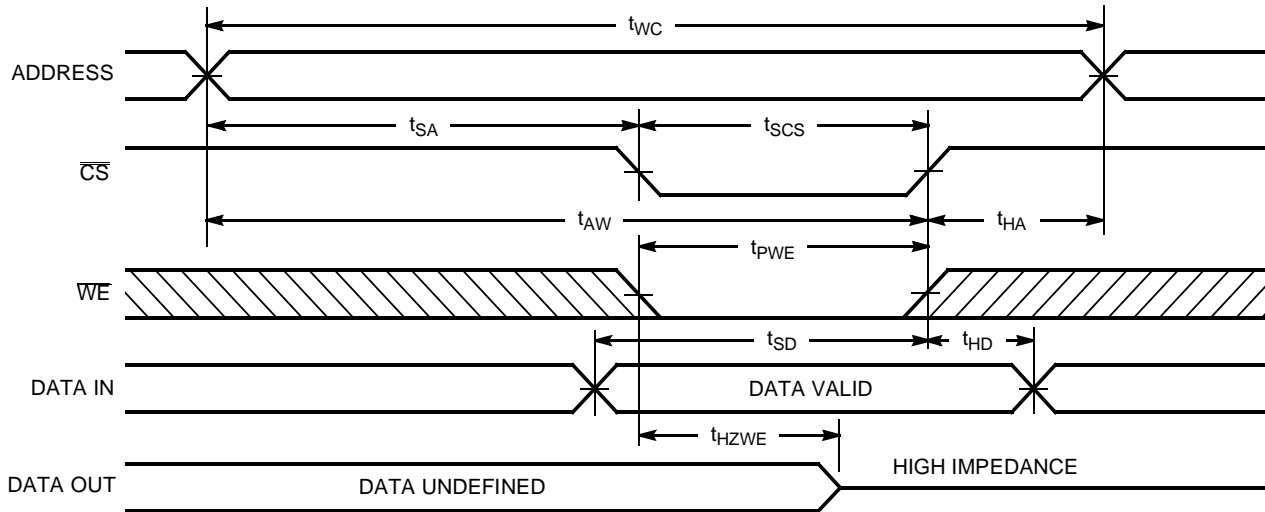 tWC
ADDRESS
tSA tSCS
CS
tAW tHA
tPWE
WE
tSD tHD
DATA IN DATA VALID
tHZWE
HIGH IMPEDANCE
DATA OUT DATA UNDEFINED